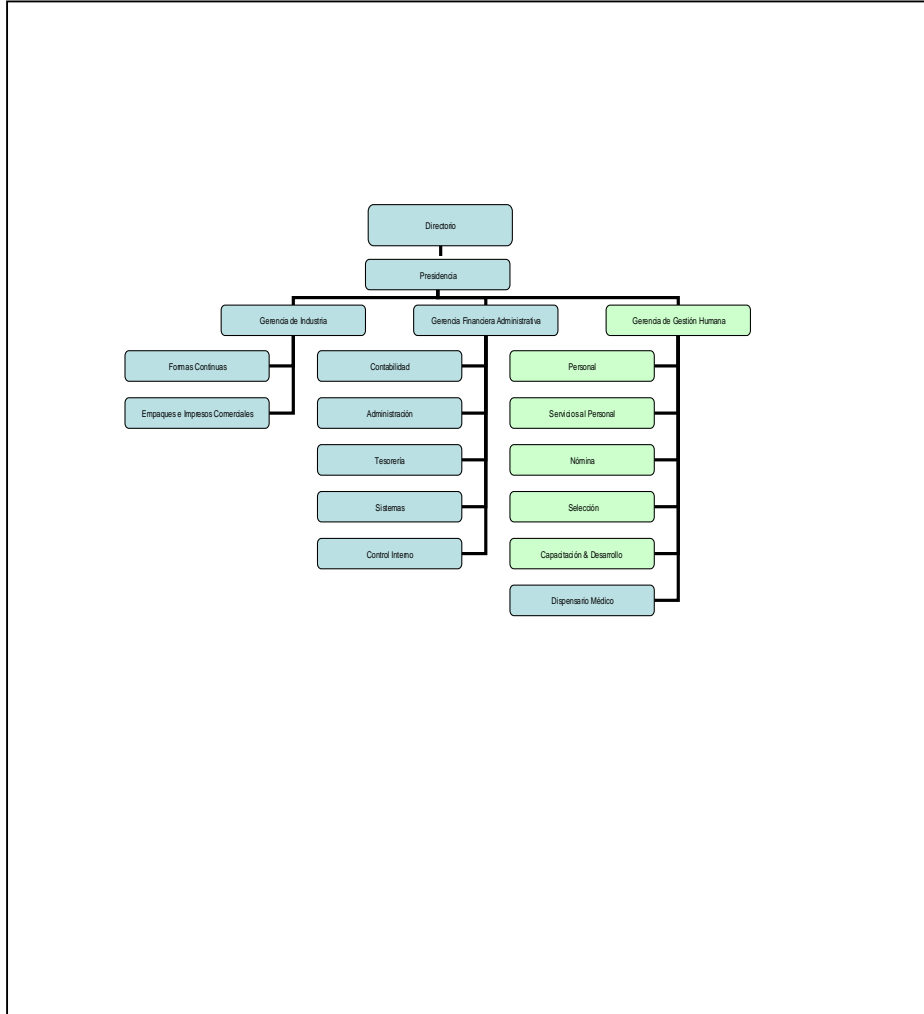 Directorio
Presidencia
Gerencia de Industria
Gerencia Financiera Administrativa
Gerencia de Gestión Humana
Formas Continuas
Contabilidad
Personal
Empaques e Impresos Comerciales
Administración
Servicios al Personal
Tesorería
Nómina
Sistemas
Selección
Control Interno
Capacitación & Desarrollo
Dispensario Médico